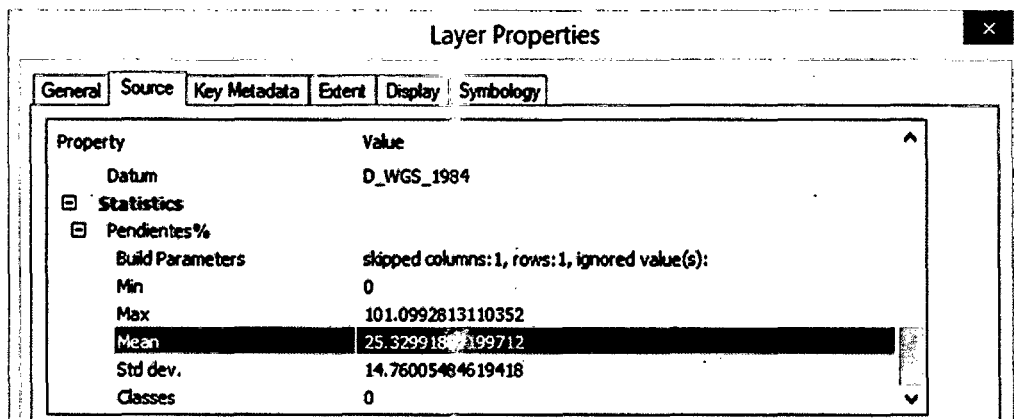 Layer Properties
General Source Key Metadata Extent Display Symbology
Property Value
Datum D_WGS_1984
Statistics
Pendientes%
Build Parameters skipped columns:1, rows:1, ignored value(s):
Min 0
Max 101.0992813110352
Mean
Std dev. 14.76005484619418
Classes 0